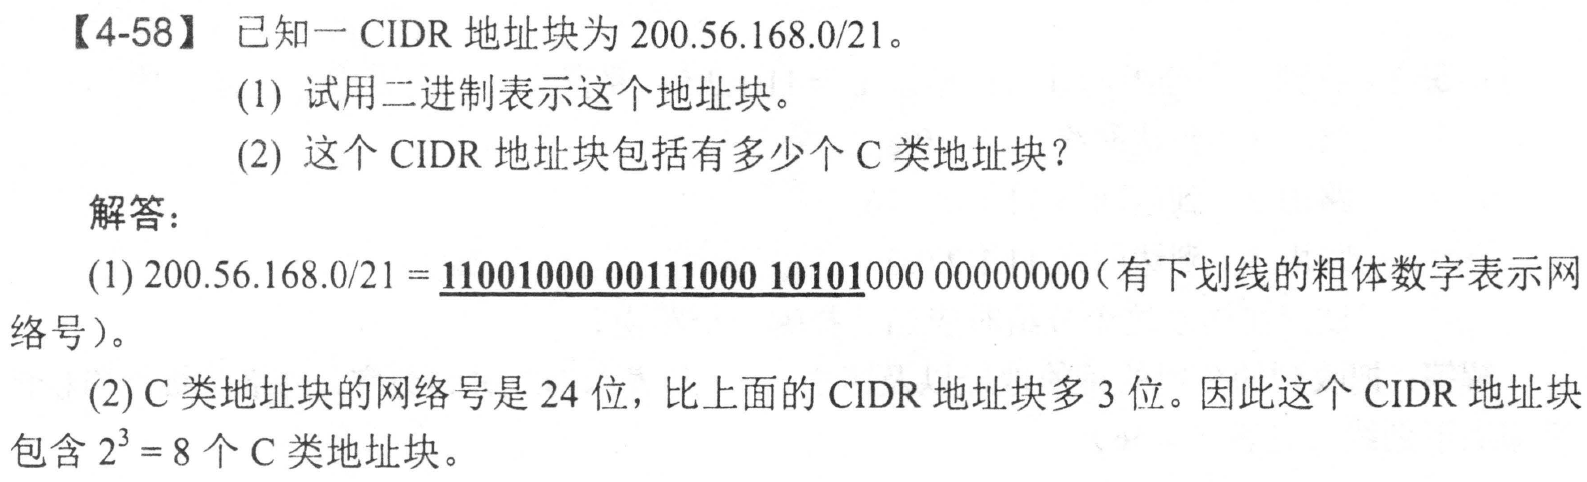 【4-58】 已知一 CIDR 地址块为 200.56.168.0/21。
(1) 试用二进制表示这个地址块。
(2) 这个 CIDR 地址块包括有多少个 C 类地址块？
解答：
(1) 200.56.168.0/21 = 11001000 00111000 10101000 00000000（有下划线的粗体数字表示网
络号）。
(2) C 类地址块的网络号是 24 位，比上面的 CIDR 地址块多 3 位。因此这个 CIDR 地址块
包含 2³ = 8 个 C 类地址块。